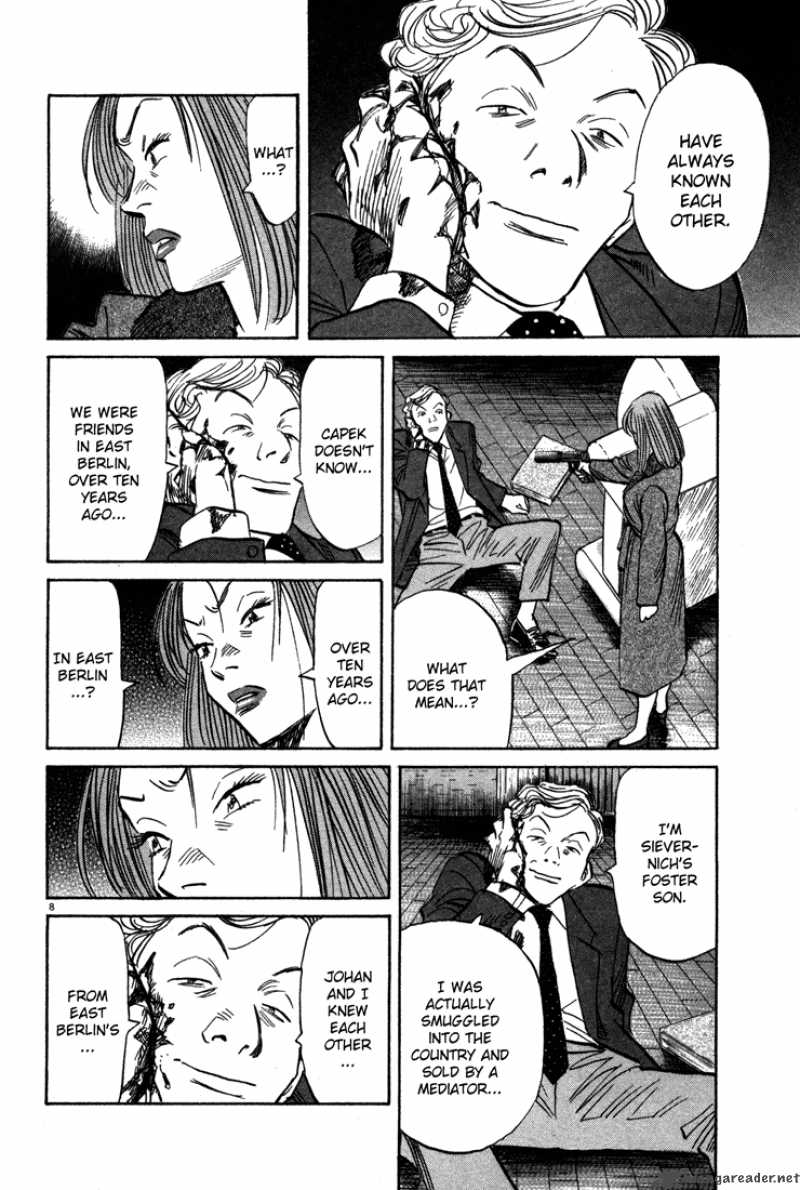 HAVE
ALWAYS
KNOWN
EACH
OTHER.
WHAT
...?
WHAT
DOES THAT
MEAN...?
CAPEK
DOESN'T
KNOW...
WE WERE
FRIENDS
IN EAST
BERLIN,
OVER TEN
YEARS
AGO...
OVER
TEN
YEARS
AGO...
IN EAST
BERLIN
...?
I'M
SIEVER-
NICH'S
FOSTER
SON.
I WAS
ACTUALLY
SMUGGLED
INTO THE
COUNTRY AND
SOLD BY A
MEDIATOR...
8
JOHAN
AND I
KNEW
EACH
OTHER
...
FROM
EAST
BERLIN'S
...
gareader.net